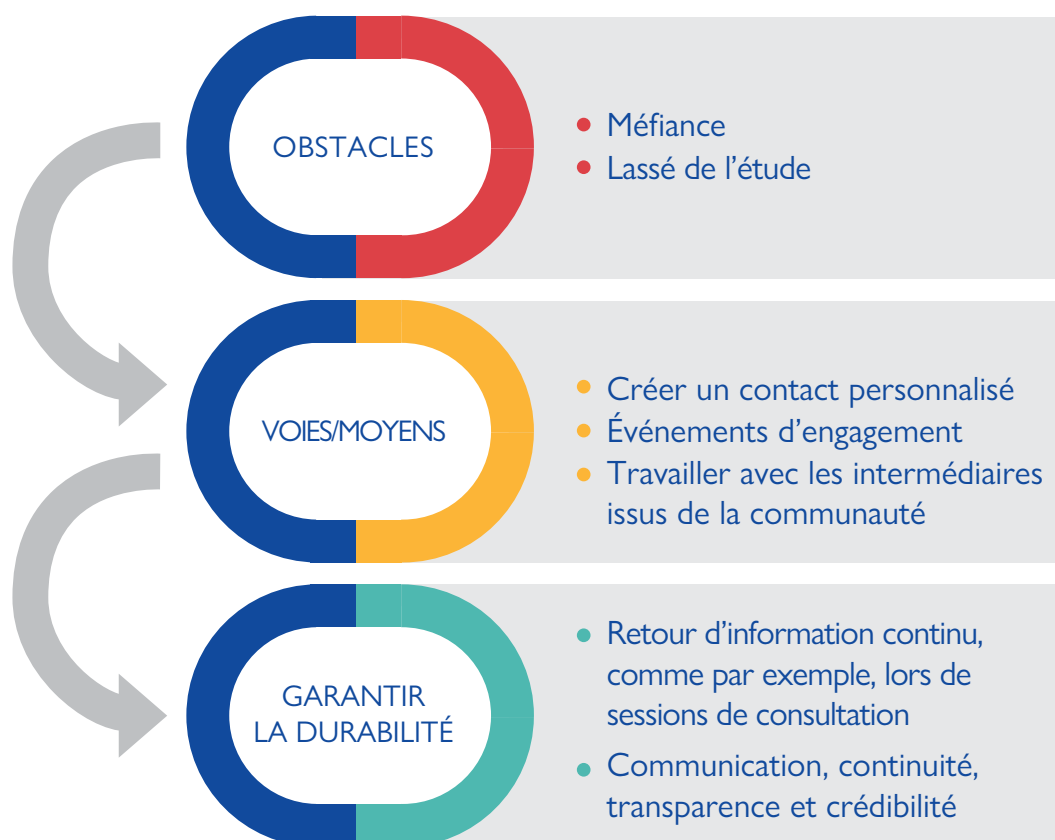 OBSTACLES
• Méfiance
• Lassé de l’étude
VOIES/MOYENS
• Créer un contact personnalisé
• Événements d’engagement
• Travailler avec les intermédiaires
issus de la communauté
GARANTIR
LA DURABILITÉ
• Retour d’information continu,
comme par exemple, lors de
sessions de consultation
• Communication, continuité,
transparence et crédibilité